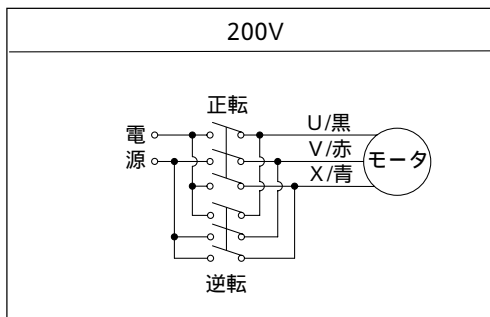 200V
正転
電
源
U/黒
V/赤
X/青
モータ
逆転